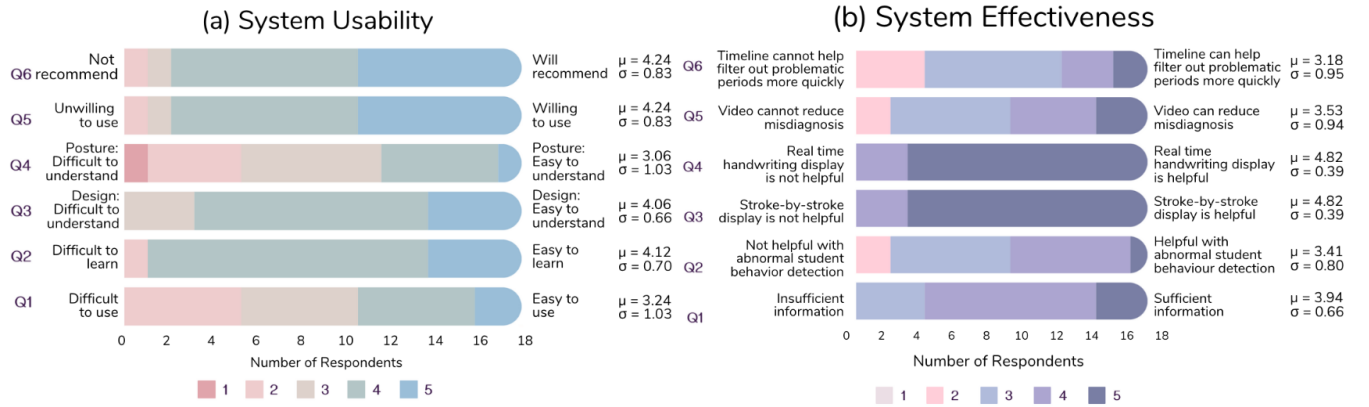 (a) System Usability
Q6
Not
recommend
Will
recommend
μ = 4.24
σ = 0.83
Q5
Unwilling
to use
Willing
to use
μ = 4.24
σ = 0.83
Q4
Posture:
Difficult to
understand
Posture:
Easy to
understand
μ = 3.06
σ = 1.03
Q3
Design:
Difficult to
understand
Design:
Easy to
understand
μ = 4.06
σ = 0.66
Q2
Difficult to
learn
Easy to
learn
μ = 4.12
σ = 0.70
Q1
Difficult
to use
Easy to
use
μ = 3.24
σ = 1.03
0 2 4 6 8 10 12 14 16 18
Number of Respondents
1 2 3 4 5
(b) System Effectiveness
Q6
Timeline cannot help
filter out problematic
periods more quickly
Timeline can help
filter out problematic
periods more quickly
μ = 3.18
σ = 0.95
Q5
Video cannot reduce
misdiagnosis
Video can reduce
misdiagnosis
μ = 3.53
σ = 0.94
Q4
Real time
handwriting display
is not helpful
Real time
handwriting display
is helpful
μ = 4.82
σ = 0.39
Q3
Stroke-by-stroke
display is not helpful
Stroke-by-stroke
display is helpful
μ = 4.82
σ = 0.39
Q2
Not helpful with
abnormal student
behavior detection
Helpful with
abnormal student
behaviour detection
μ = 3.41
σ = 0.80
Q1
Insufficient
information
Sufficient
information
μ = 3.94
σ = 0.66
0 2 4 6 8 10 12 14 16 18
Number of Respondents
1 2 3 4 5